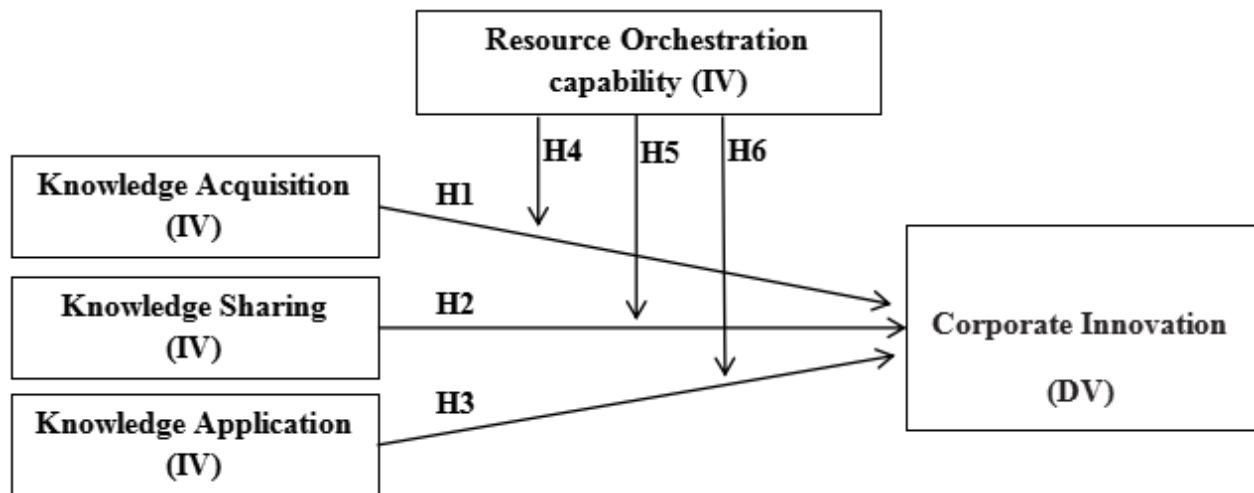 Resource Orchestration
capability (IV)
H4
H5
H6
Knowledge Acquisition
(IV)
H1
Knowledge Sharing
(IV)
H2
Knowledge Application
(IV)
H3
Corporate Innovation
(DV)